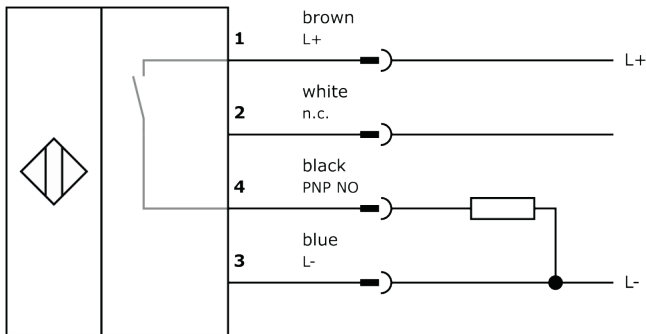 brown
1 L+ L+
white
2 n.c.
black
4 PNP NO
blue
3 L- L-